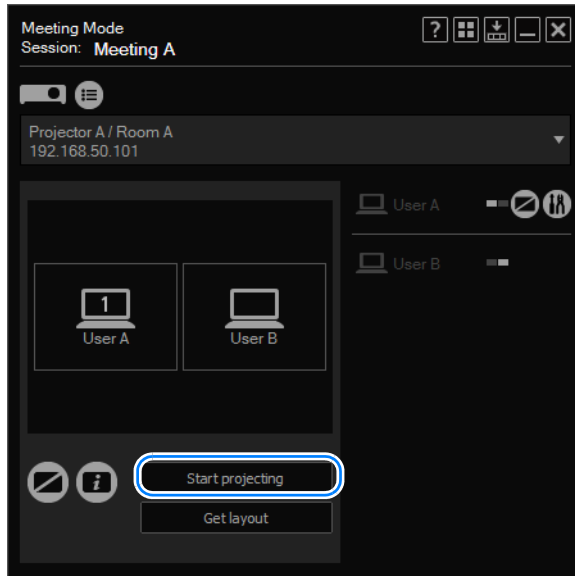 Meeting Mode
Session: Meeting A
?
Projector A / Room A
192.168.50.101
User A
User B
1
User A
User B
i
Start projecting
Get layout